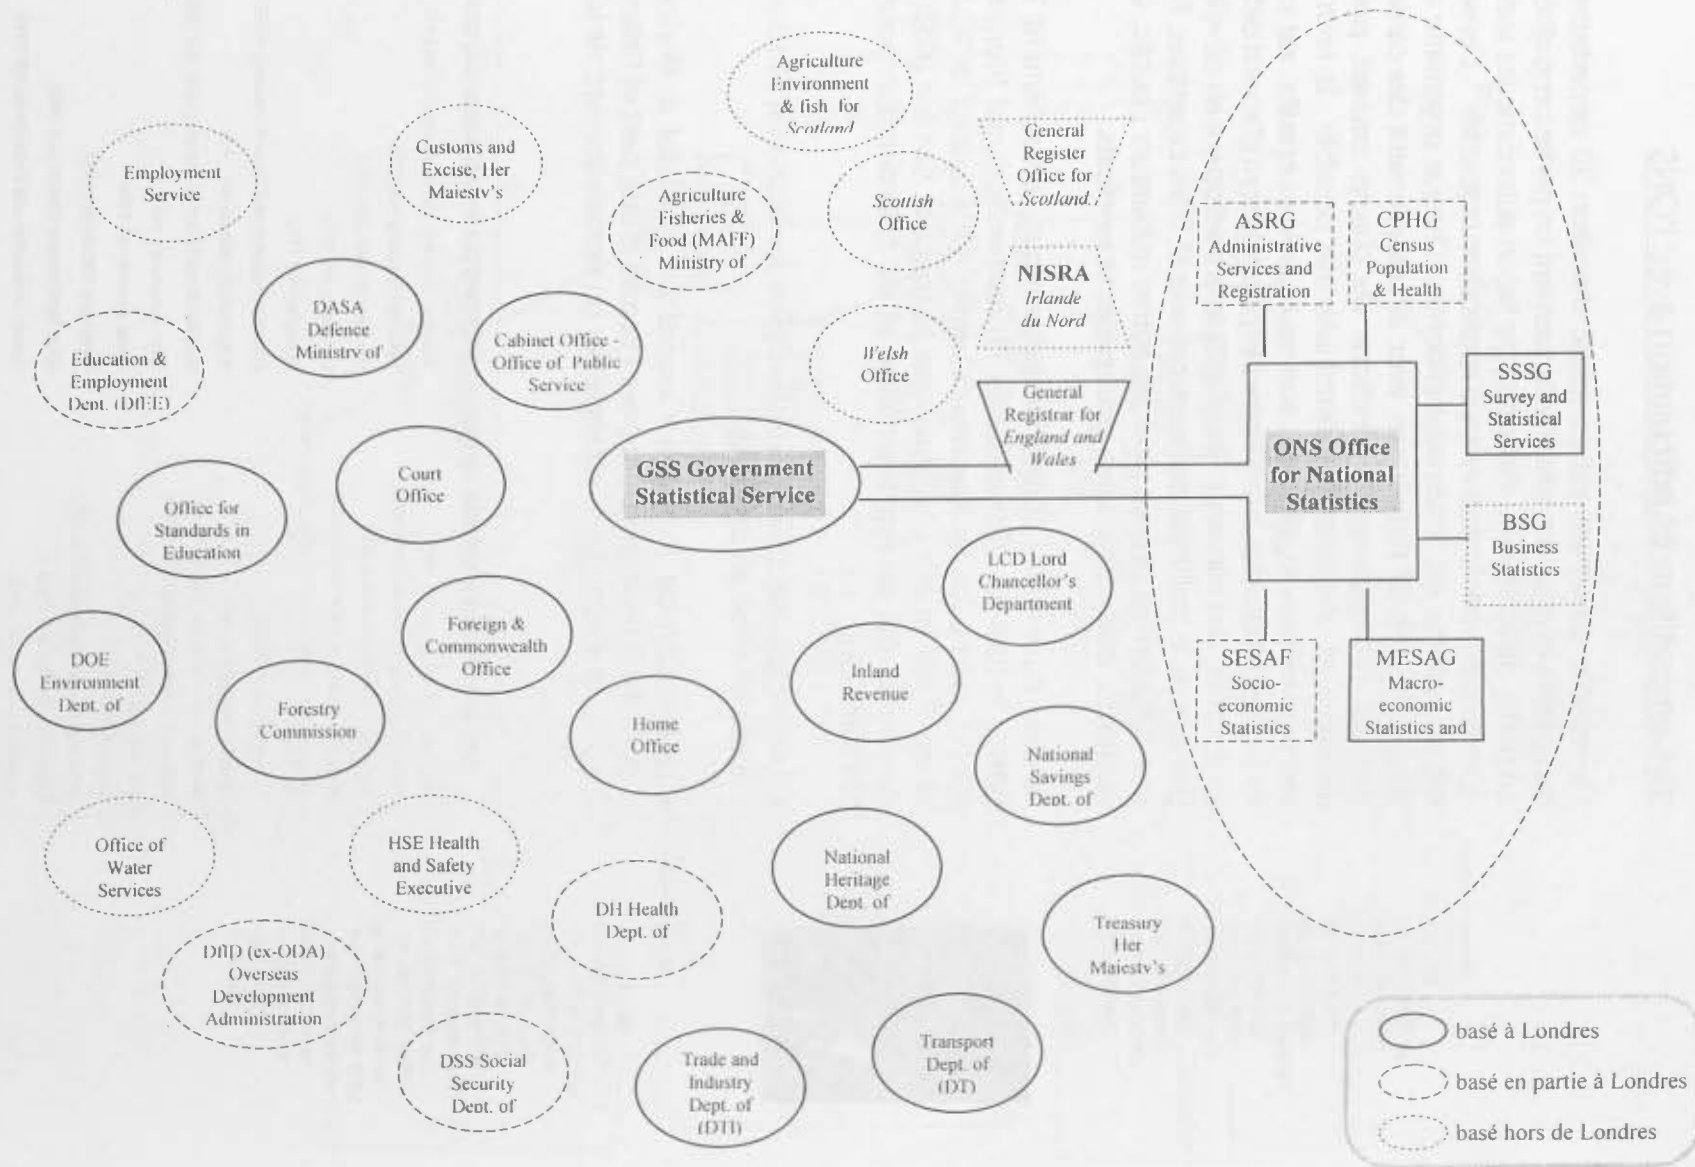 Agriculture
Environment
& fish for
Scotland
Employment
Service
Customs and
Excise, Her
Majesty's
Agriculture
Fisheries &
Food (MAFF)
Ministry of
Scottish
Office
General
Register
Office for
Scotland.
NISRA
Irlande
du Nord
ASRG
Administrative
Services and
Registration
CPHG
Census
Population
& Health
DASA
Defence
Ministry of
Cabinet Office -
Office of Public
Service
Education &
Employment
Dept. (DfEE)
Welsh
Office
General
Registrar for
England and
Wales
SSSG
Survey and
Statistical
Services
Court
Office
GSS Government
Statistical Service
ONS Office
for National
Statistics
Office for
Standards in
Education
BSG
Business
Statistics
LCD Lord
Chancellor's
Department
Foreign &
Commonwealth
Office
DOE
Environment
Dept. of
Forestry
Commission
Home
Office
Inland
Revenue
SESAF
Socio-
economic
Statistics
MESAG
Macro-
economic
Statistics and
National
Savings
Dept. of
Office of
Water
Services
HSE Health
and Safety
Executive
National
Heritage
Dept. of
DH Health
Dept. of
Treasury
Her
Majesty's
DfID (ex-ODA)
Overseas
Development
Administration
DSS Social
Security
Dept. of
Trade and
Industry
Dept. of
(DTI)
Transport
Dept. of
(DT)
basé à Londres
basé en partie à Londres
basé hors de Londres